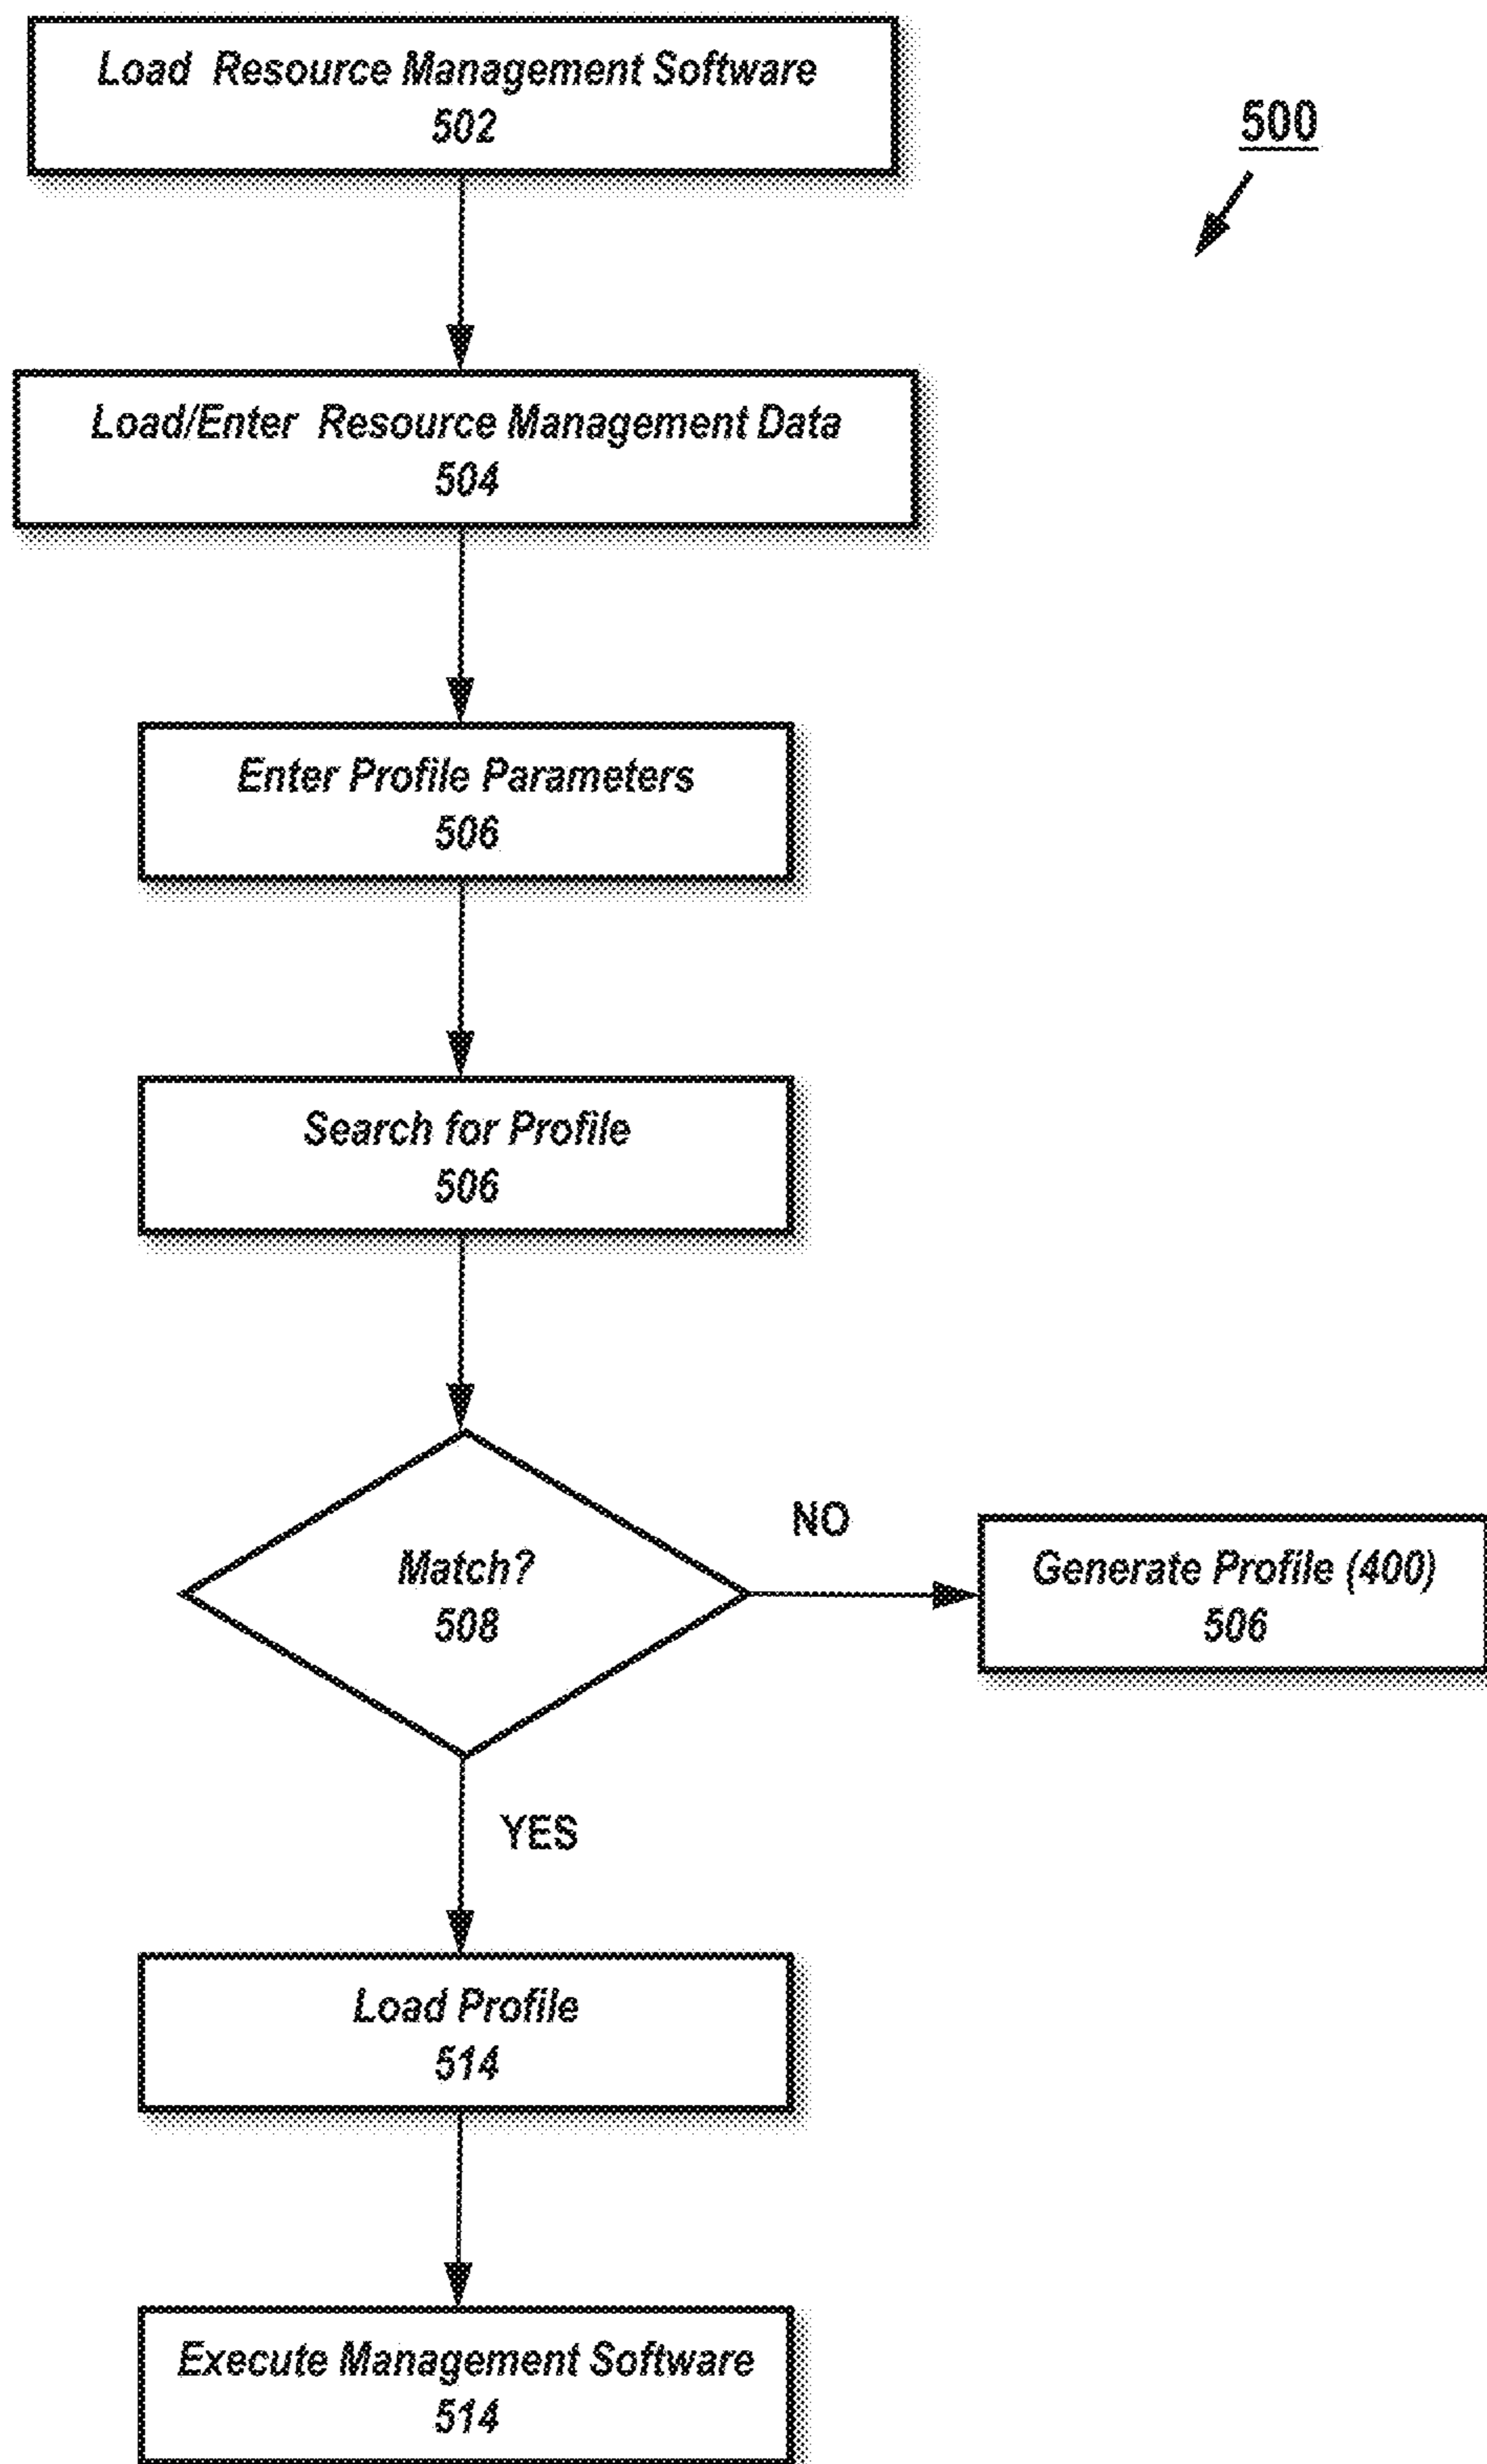 Load Resource Management Software
502
500
Load/Enter Resource Management Data
504
Enter Profile Parameters
506
Search for Profile
506
Match?
508
NO
Generate Profile (400)
506
YES
Load Profile
514
Execute Management Software
514